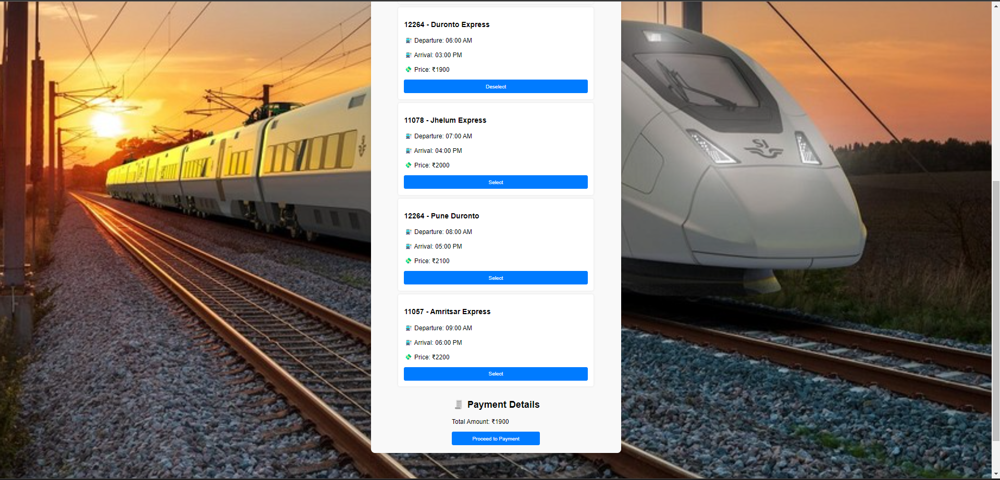 12264 - Duronto Express
Departure: 06:00 AM
Arrival: 03:00 PM
Price: ₹1900
Deselect
11078 - Jhelum Express
Departure: 07:00 AM
Arrival: 04:00 PM
Price: ₹2000
Select
12264 - Pune Duronto
Departure: 08:00 AM
Arrival: 05:00 PM
Price: ₹2100
Select
11057 - Amritsar Express
Departure: 09:00 AM
Arrival: 06:00 PM
Price: ₹2200
Select
Payment Details
Total Amount: ₹1900
Proceed to Payment
SJ